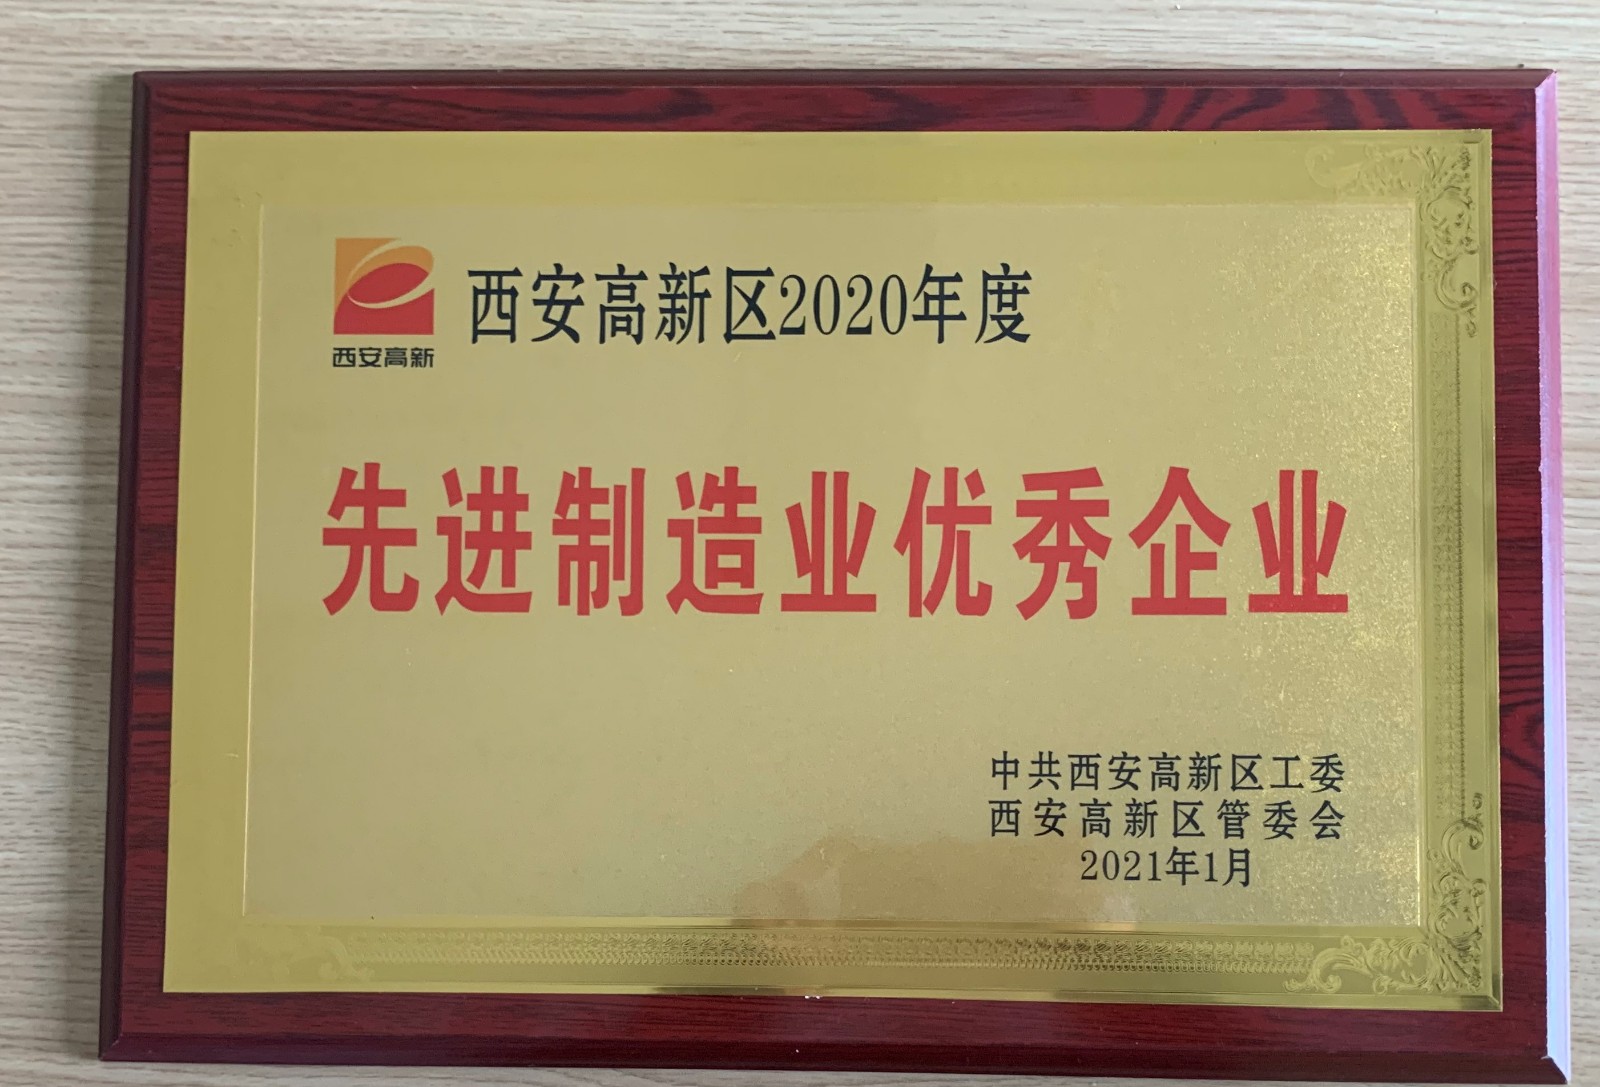 西安高新区2020年度
西安高新
先进制造业优秀企业
中共西安高新区工委
西安高新区管委会
2021年1月